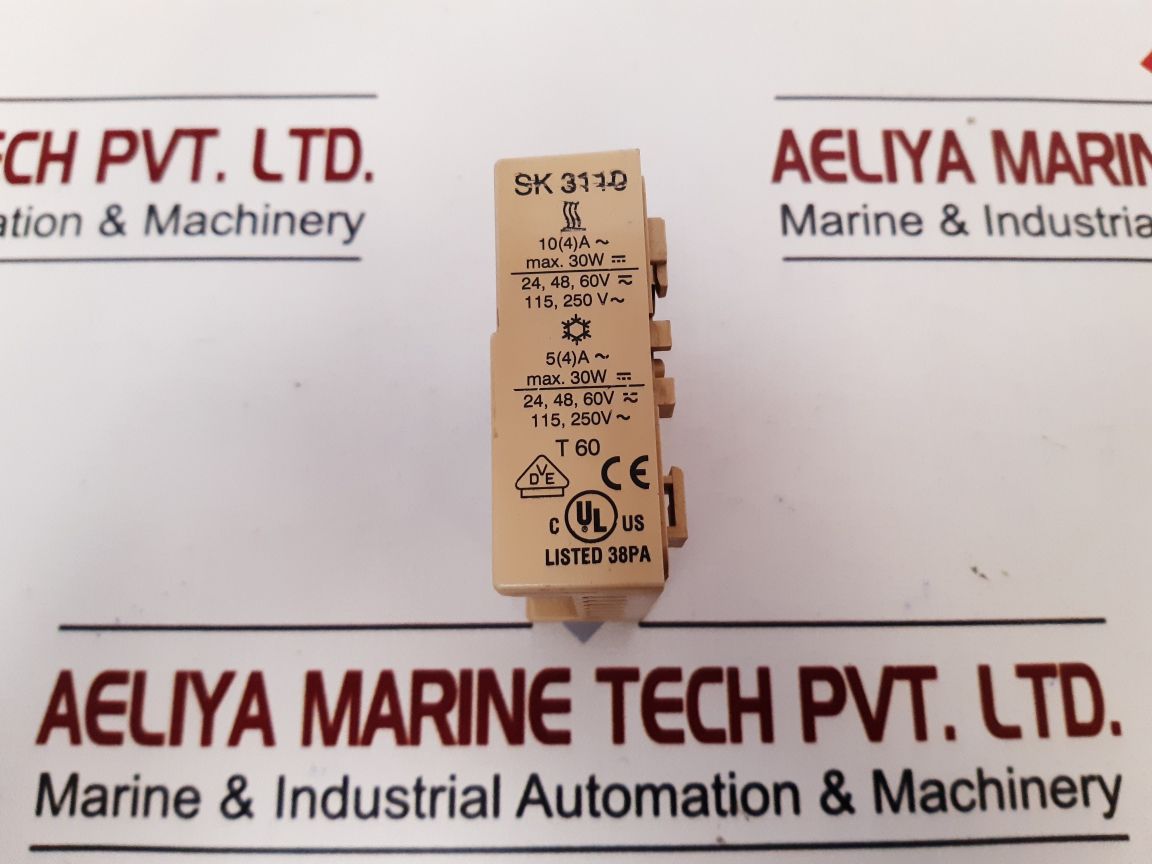 TECH PVT. LTD.
ation & Machinery
AELIYA MARIN
Marine & Industria
SK 3110
10(4)A ~
max. 30W ⎓
24, 48, 60V ⎓
115, 250 V~
5(4)A ~
max. 30W ⎓
24, 48, 60V ⎓
115, 250V ~
T 60
DVE CE
C UL US
LISTED 38PA
AELIYA MARINE TECH PVT. LTD.
Marine & Industrial Automation & Machinery